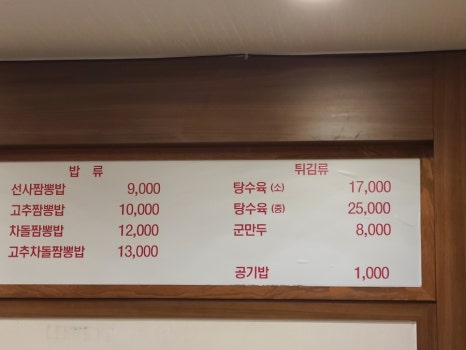 밥 류
선사짬뽕밥 9,000
고추짬뽕밥 10,000
차돌짬뽕밥 12,000
고추차돌짬뽕밥 13,000
튀김류
탕수육 (소) 17,000
탕수육 (중) 25,000
군만두 8,000
공기밥 1,000